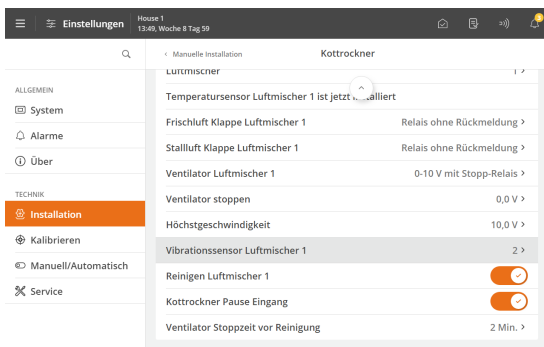 Einstellungen
House 1
13:49, Woche 8 Tag 59
3
Manuelle Installation
Kottrockner
Luftmischer 1
ALLGEMEIN
Temperatursensor Luftmischer 1 ist jetzt installiert
System
Frischluft Klappe Luftmischer 1 Relais ohne Rückmeldung
Alarme
Stallluft Klappe Luftmischer 1 Relais ohne Rückmeldung
Über
Ventilator Luftmischer 1 0-10 V mit Stopp-Relais
TECHNIK
Ventilator stoppen 0,0 V
Installation
Höchstgeschwindigkeit 10,0 V
Kalibrieren
Vibrationssensor Luftmischer 1 2
Manuell/Automatisch
Reinigen Luftmischer 1
Service
Kottrockner Pause Eingang
Ventilator Stoppzeit vor Reinigung 2 Min.